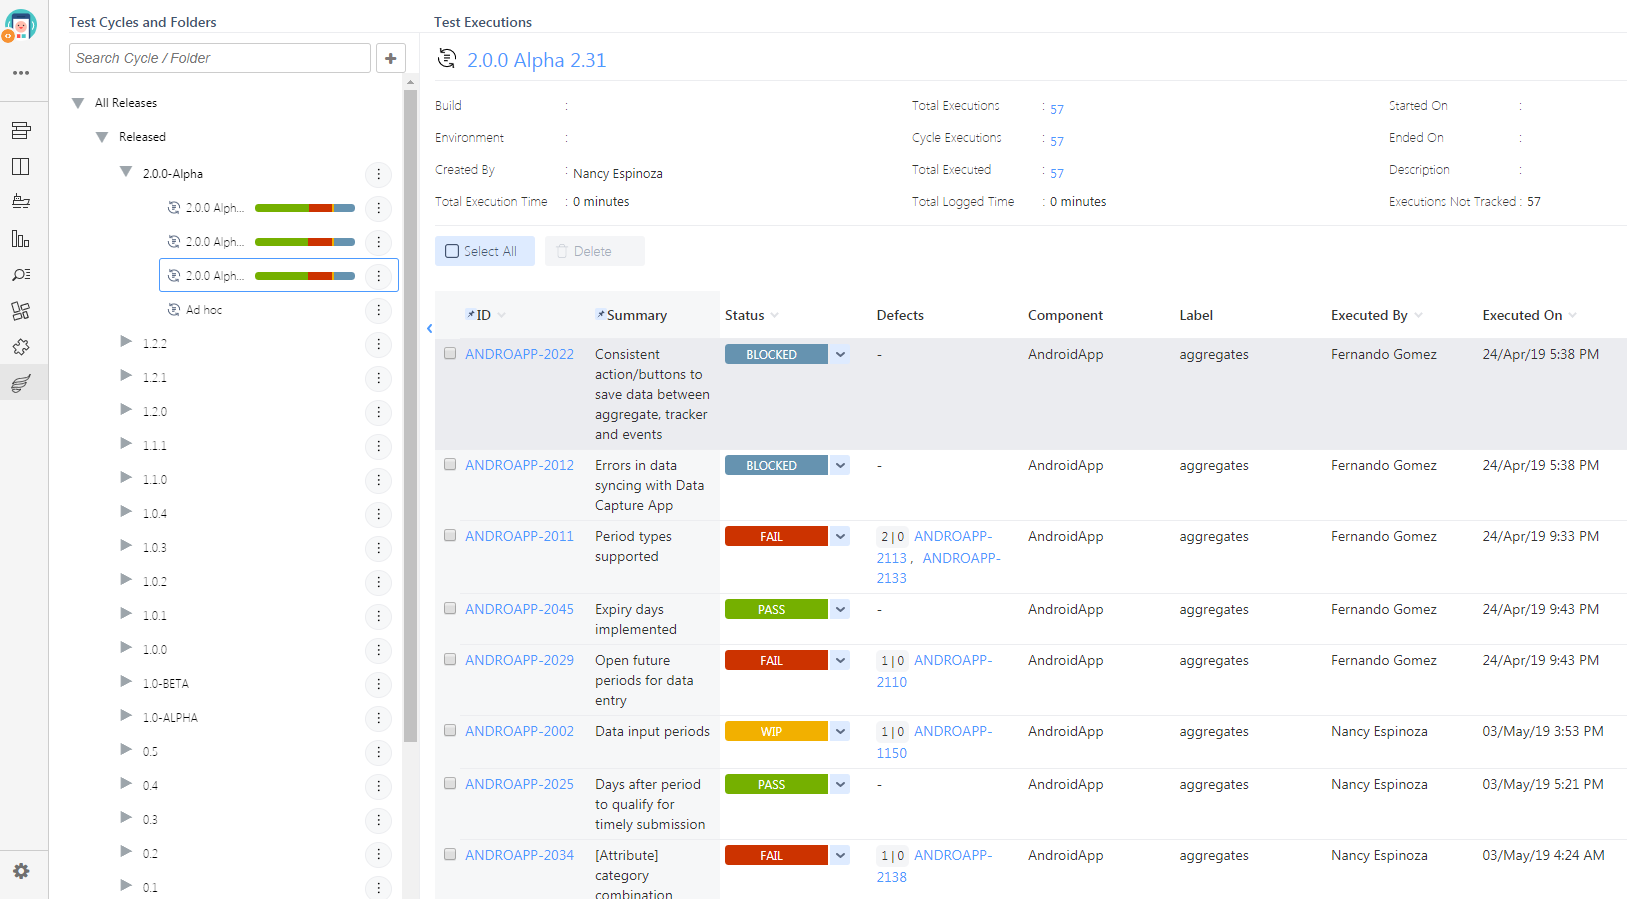 Test Cycles and Folders
Search Cycle / Folder
All Releases
Released
2.0.0-Alpha
2.0.0 Alph...
2.0.0 Alph...
2.0.0 Alph...
Ad hoc
1.2.2
1.2.1
1.2.0
1.1.1
1.1.0
1.0.4
1.0.3
1.0.2
1.0.1
1.0.0
1.0-BETA
1.0-ALPHA
0.5
0.4
0.3
0.2
0.1
Test Executions
2.0.0 Alpha 2.31
Build :
Environment :
Created By : Nancy Espinoza
Total Execution Time : 0 minutes
Total Executions : 57
Cycle Executions : 57
Total Executed : 57
Total Logged Time : 0 minutes
Started On :
Ended On :
Description :
Executions Not Tracked : 57
Select All
Delete
ID Summary Status Defects Component Label Executed By Executed On
ANDROAPP-2022 Consistent BLOCKED - AndroidApp aggregates Fernando Gomez 24/Apr/19 5:38 PM
action/buttons to
save data between
aggregate, tracker
and events
ANDROAPP-2012 Errors in data BLOCKED - AndroidApp aggregates Fernando Gomez 24/Apr/19 5:38 PM
syncing with Data
Capture App
ANDROAPP-2011 Period types FAIL 2 | 0 ANDROAPP- AndroidApp aggregates Fernando Gomez 24/Apr/19 9:33 PM
supported 2113 , ANDROAPP-
2133
ANDROAPP-2045 Expiry days PASS - AndroidApp aggregates Fernando Gomez 24/Apr/19 9:43 PM
implemented
ANDROAPP-2029 Open future FAIL 1 | 0 ANDROAPP- AndroidApp aggregates Fernando Gomez 24/Apr/19 9:43 PM
periods for data 2110
entry
ANDROAPP-2002 Data input periods WIP 1 | 0 ANDROAPP- AndroidApp aggregates Nancy Espinoza 03/May/19 3:53 PM
1150
ANDROAPP-2025 Days after period PASS - AndroidApp aggregates Nancy Espinoza 03/May/19 5:21 PM
to qualify for
timely submission
ANDROAPP-2034 [Attribute] FAIL 1 | 0 ANDROAPP- AndroidApp aggregates Nancy Espinoza 03/May/19 4:24 AM
category 2138
combination